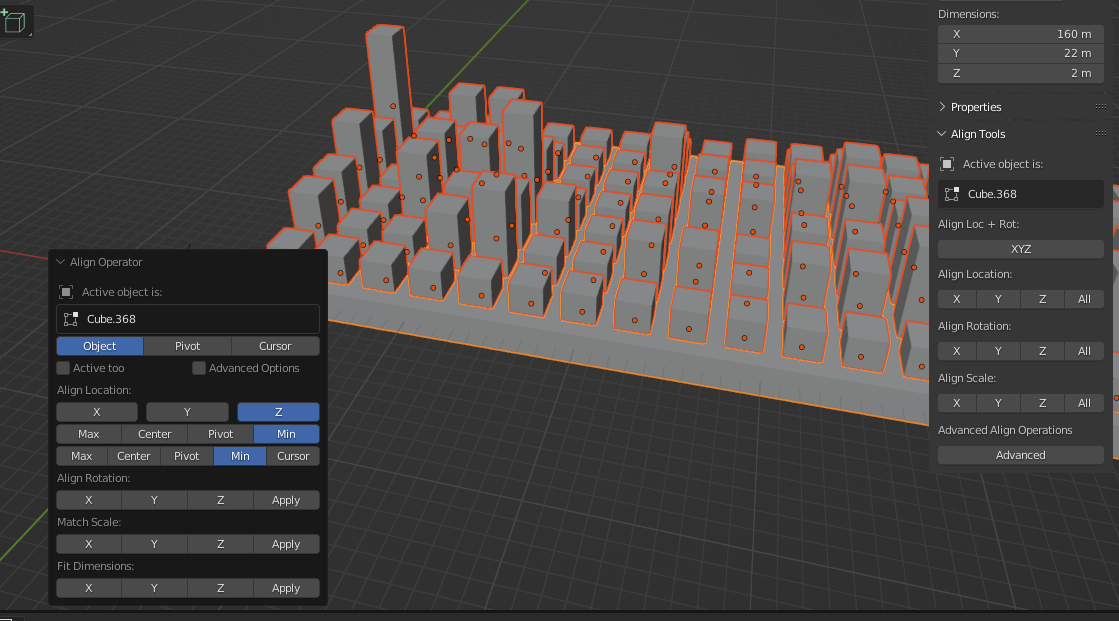 Dimensions:
X 160 m
Y 22 m
Z 2 m
Properties
Align Tools
Active object is:
Cube.368
Align Loc + Rot:
XYZ
Align Location:
X Y Z All
Align Rotation:
X Y Z All
Align Scale:
X Y Z All
Advanced Align Operations
Advanced
Align Operator
Active object is:
Cube.368
Object Pivot Cursor
Active too Advanced Options
Align Location:
X Y Z
Max Center Pivot Min
Max Center Pivot Min Cursor
Align Rotation:
X Y Z Apply
Match Scale:
X Y Z Apply
Fit Dimensions:
X Y Z Apply